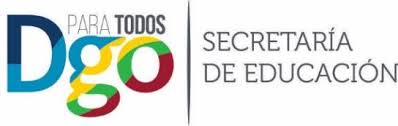 PARA TODOS
Dgo
SECRETARÍA
DE EDUCACIÓN